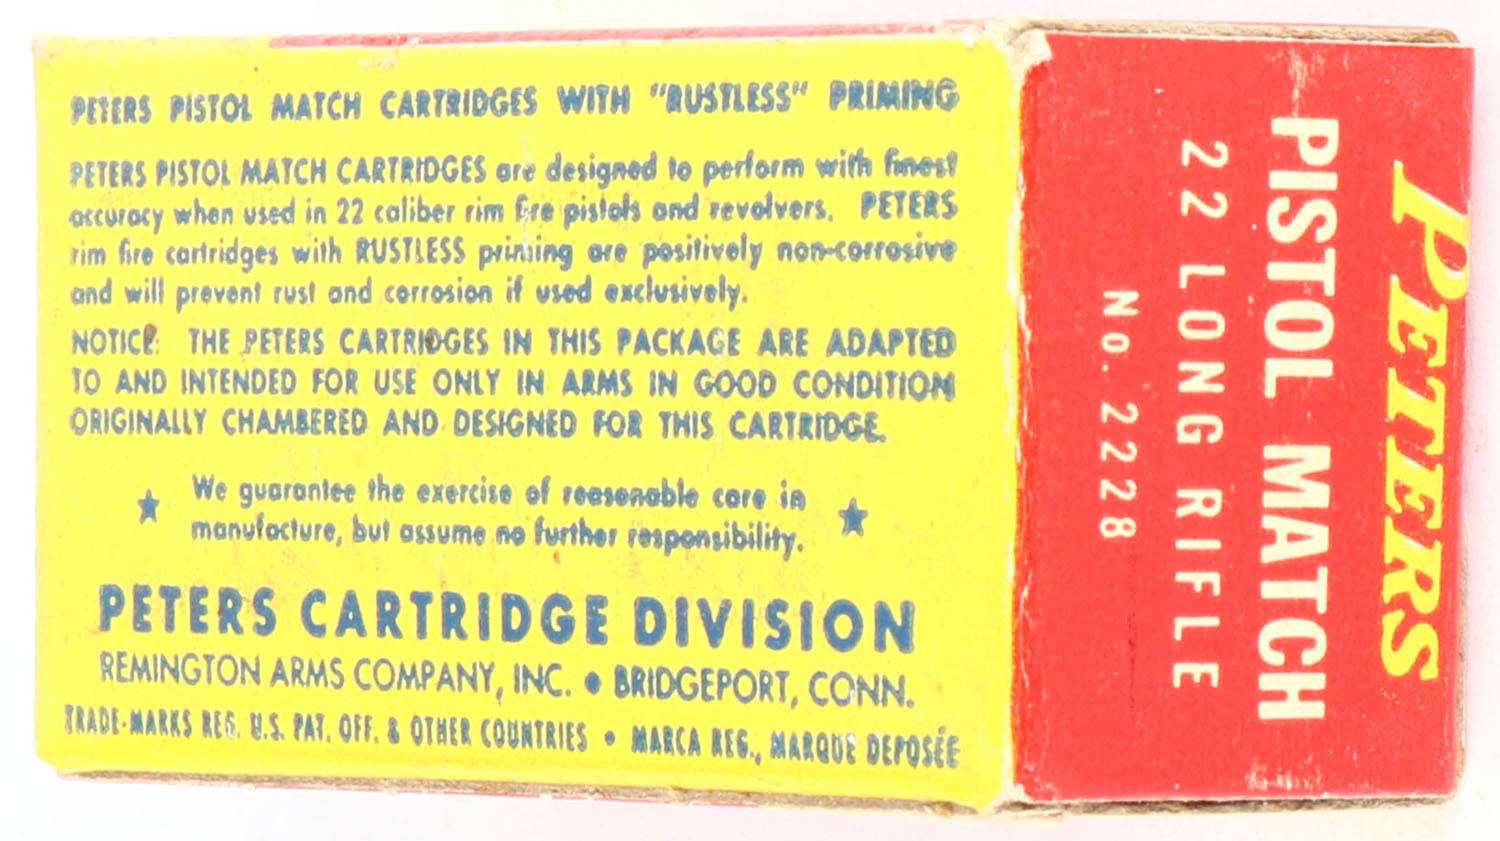 PETERS PISTOL MATCH CARTRIDGES WITH "RUSTLESS" PRIMING
PETERS PISTOL MATCH CARTRIDGES are designed to perform with finest
accuracy when used in 22 caliber rim fire pistols and revolvers. PETERS
rim fire cartridges with RUSTLESS priming are positively non-corrosive
and will prevent rust and corrosion if used exclusively.
NOTICE: THE PETERS CARTRIDGES IN THIS PACKAGE ARE ADAPTED
TO AND INTENDED FOR USE ONLY IN ARMS IN GOOD CONDITION
ORIGINALLY CHAMBERED AND DESIGNED FOR THIS CARTRIDGE.
We guarantee the exercise of reasonable care in
manufacture, but assume no further responsibility.
PETERS CARTRIDGE DIVISION
REMINGTON ARMS COMPANY, INC. • BRIDGEPORT, CONN.
TRADE-MARKS REG. U.S. PAT. OFF. & OTHER COUNTRIES • MARCA REG., MARQUE DEPOSÉE
PETERS
PISTOL MATCH
22 LONG RIFLE
No. 2228